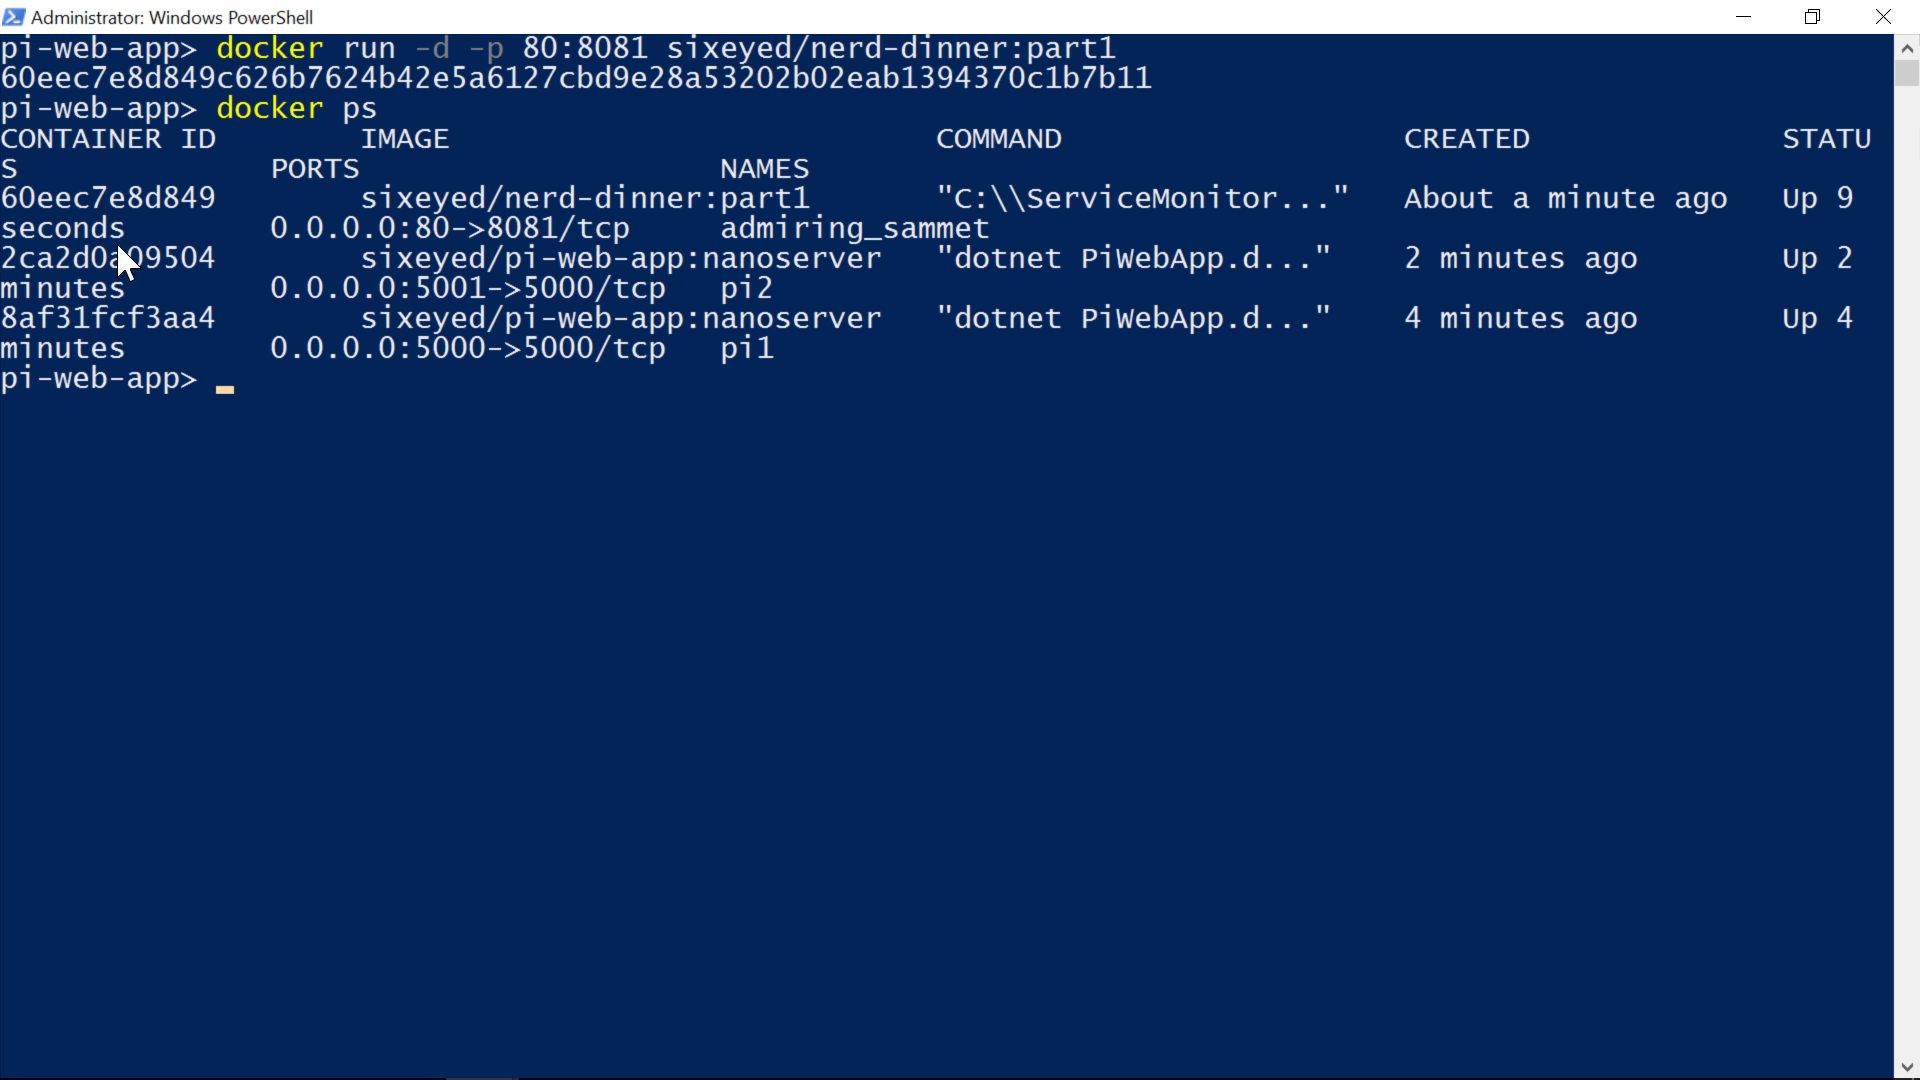 Administrator: Windows PowerShell
pi-web-app> docker run -d -p 80:8081 sixeyed/nerd-dinner:part1
60eec7e8d849c626b7624b42e5a6127cbd9e28a53202b02eab1394370c1b7b11
pi-web-app> docker ps
CONTAINER ID        IMAGE                           COMMAND                   CREATED              STATU
S               PORTS                    NAMES
60eec7e8d849        sixeyed/nerd-dinner:part1       "C:\\ServiceMonitor..."   About a minute ago   Up 9
seconds         0.0.0.0:80->8081/tcp     admiring_sammet
sixeyed/pi-web-app:nanoserver   "dotnet PiWebApp.d..."    2 minutes ago        Up 2
minutes         0.0.0.0:5001->5000/tcp   pi2
8af31fcf3aa4        sixeyed/pi-web-app:nanoserver   "dotnet PiWebApp.d..."    4 minutes ago        Up 4
minutes         0.0.0.0:5000->5000/tcp   pi1
pi-web-app>